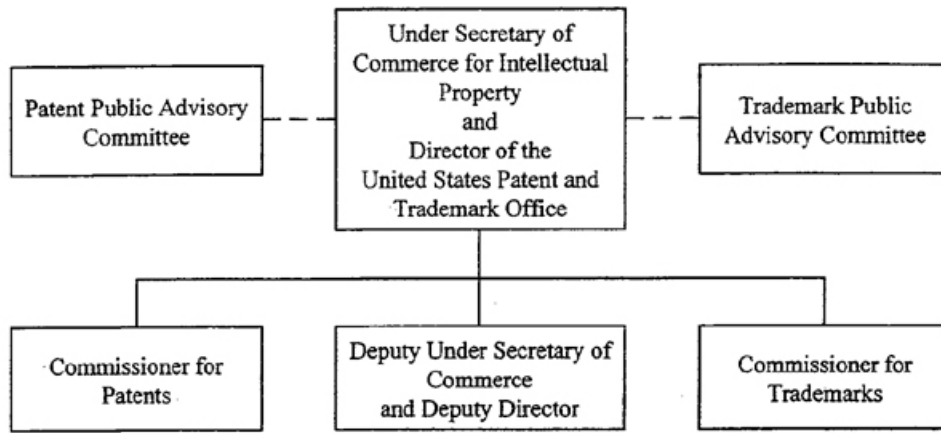 Under Secretary of
Commerce for Intellectual
Property
and
Director of the
United States Patent and
Trademark Office
Patent Public Advisory
Committee
Trademark Public
Advisory Committee
Commissioner for
Patents
Deputy Under Secretary of
Commerce
and Deputy Director
Commissioner for
Trademarks